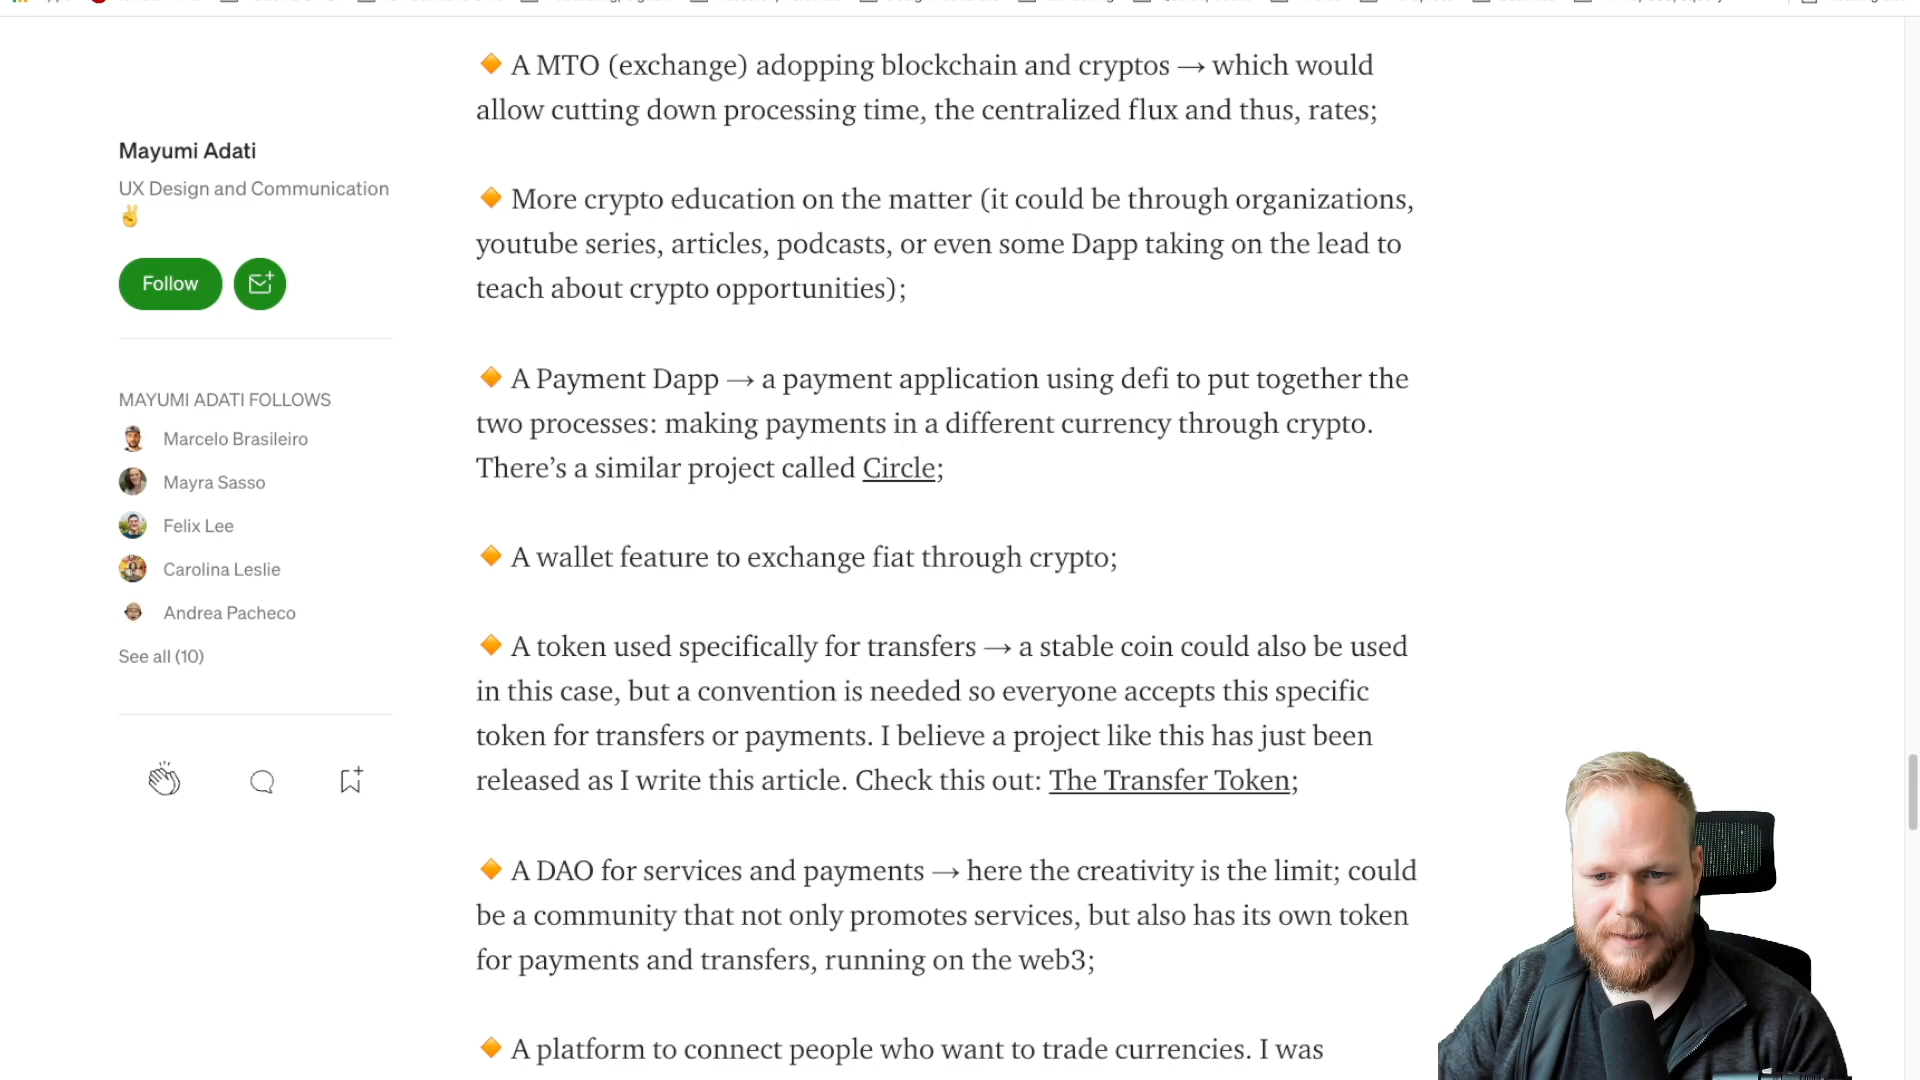 Mayumi Adati
UX Design and Communication
✌
Follow
MAYUMI ADATI FOLLOWS
Marcelo Brasileiro
Mayra Sasso
Felix Lee
Carolina Leslie
Andrea Pacheco
See all (10)
🔸 A MTO (exchange) adopping blockchain and cryptos → which would
allow cutting down processing time, the centralized flux and thus, rates;
🔸 More crypto education on the matter (it could be through organizations,
youtube series, articles, podcasts, or even some Dapp taking on the lead to
teach about crypto opportunities);
🔸 A Payment Dapp → a payment application using defi to put together the
two processes: making payments in a different currency through crypto.
There’s a similar project called Circle;
🔸 A wallet feature to exchange fiat through crypto;
🔸 A token used specifically for transfers → a stable coin could also be used
in this case, but a convention is needed so everyone accepts this specific
token for transfers or payments. I believe a project like this has just been
released as I write this article. Check this out: The Transfer Token;
🔸 A DAO for services and payments → here the creativity is the limit; could
be a community that not only promotes services, but also has its own token
for payments and transfers, running on the web3;
🔸 A platform to connect people who want to trade currencies. I was